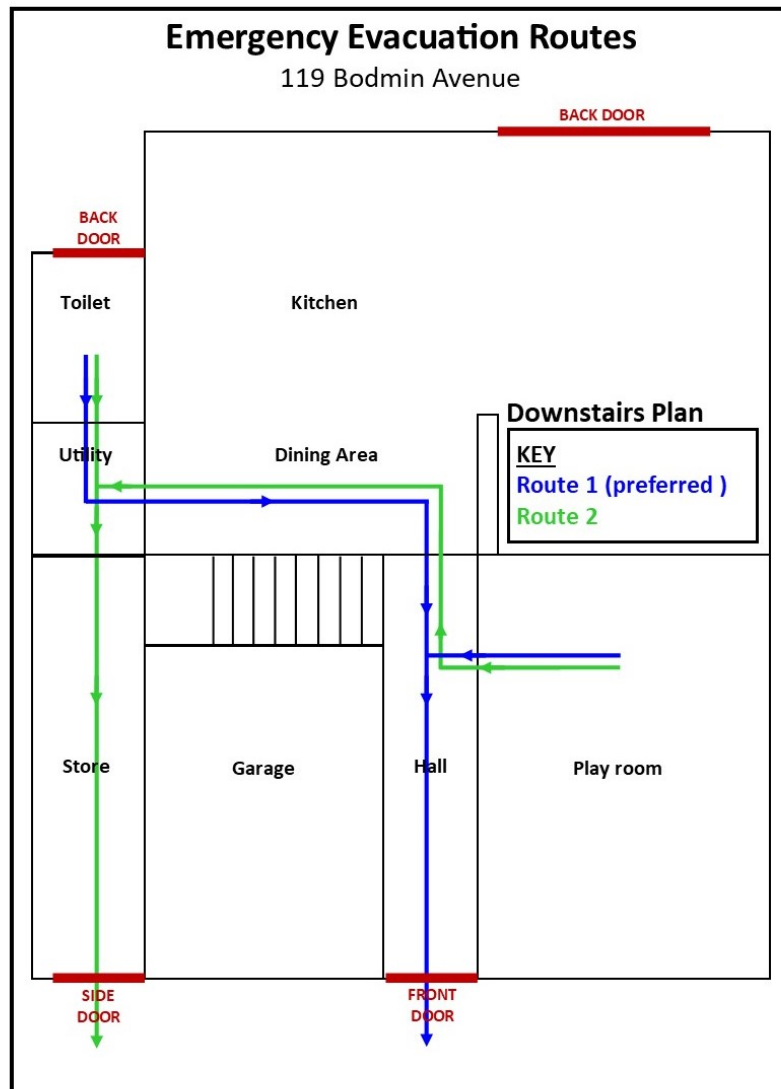 Emergency Evacuation Routes
119 Bodmin Avenue
BACK DOOR
BACK
DOOR
Toilet
Kitchen
Downstairs Plan
Utility
Dining Area
KEY
Route 1 (preferred )
Route 2
Store
Garage
Hall
Play room
SIDE
DOOR
FRONT
DOOR